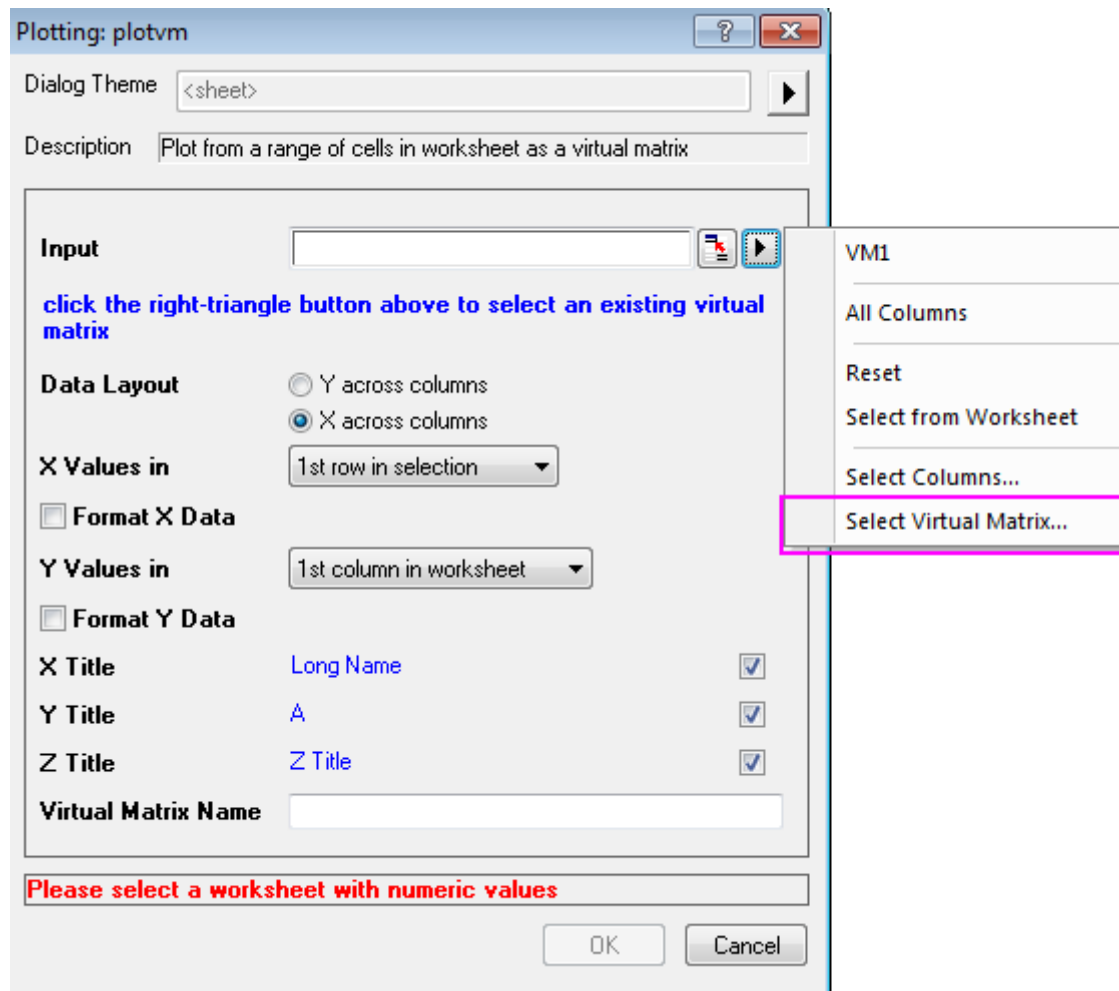 Plotting: plotvm
?
Dialog Theme <sheet>
Description Plot from a range of cells in worksheet as a virtual matrix
Input
click the right-triangle button above to select an existing virtual
matrix
Data Layout Y across columns
X across columns
X Values in 1st row in selection
Format X Data
Y Values in 1st column in worksheet
Format Y Data
X Title Long Name
Y Title A
Z Title Z Title
Virtual Matrix Name
Please select a worksheet with numeric values
OK Cancel
VM1
All Columns
Reset
Select from Worksheet
Select Columns...
Select Virtual Matrix...